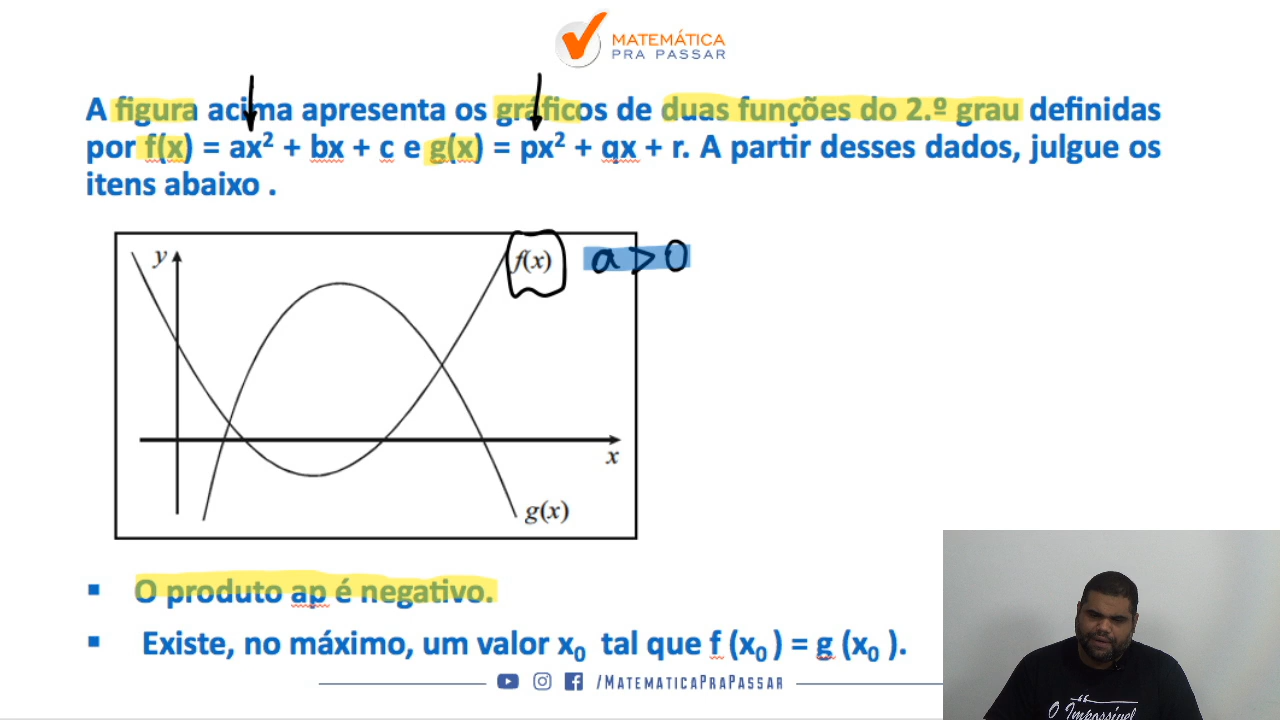 MATEMÁTICA
PRA PASSAR
A figura acima apresenta os gráficos de duas funções do 2.º grau definidas
por f(x) = ax² + bx + c e g(x) = px² + qx + r. A partir desses dados, julgue os
itens abaixo .
y
f(x) a > 0
x
g(x)
▪ O produto ap é negativo.
▪ Existe, no máximo, um valor x₀ tal que f (x₀ ) = g (x₀ ).
/MATEMATICAPRAPASSAR
“
O Impossível